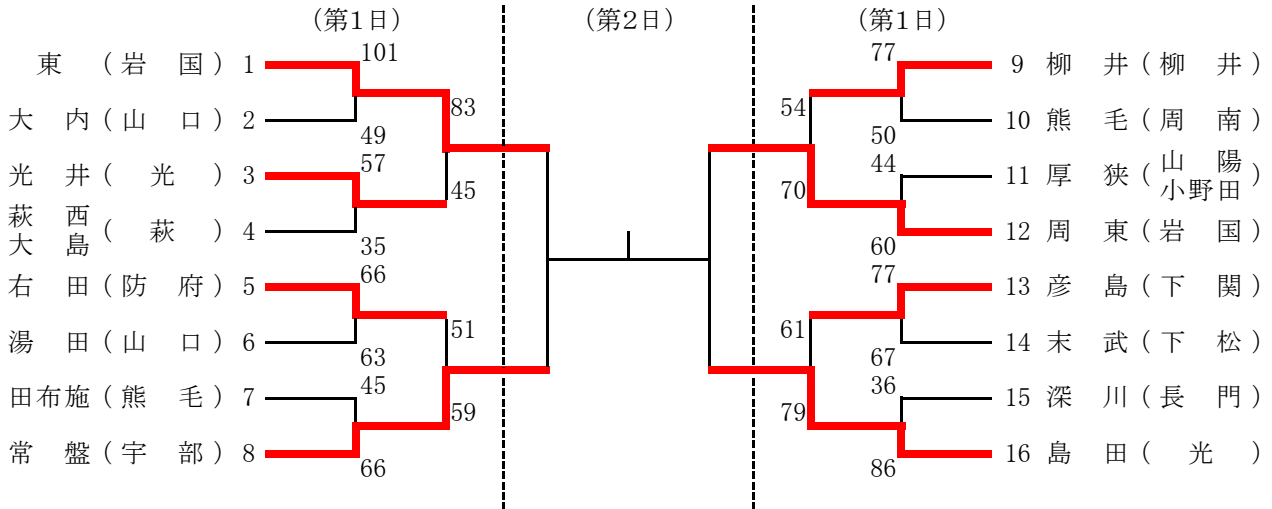 (第1日) (第2日) (第1日)
東 (岩 国) 1
大 内(山 口) 2
光 井( 光 ) 3
萩 西
大 島
( 萩 ) 4
右 田(防 府) 5
湯 田(山 口) 6
田布施(熊 毛) 7
常 盤(宇 部) 8
101
49
57
35
66
63
45
66
83
45
51
59
54
70
61
79
77
50
44
60
77
67
36
86
9 柳 井(柳 井)
10 熊 毛(周 南)
11 厚 狭(山 陽
小野田)
12 周 東(岩 国)
13 彦 島(下 関)
14 末 武(下 松)
15 深 川(長 門)
16 島 田( 光 )